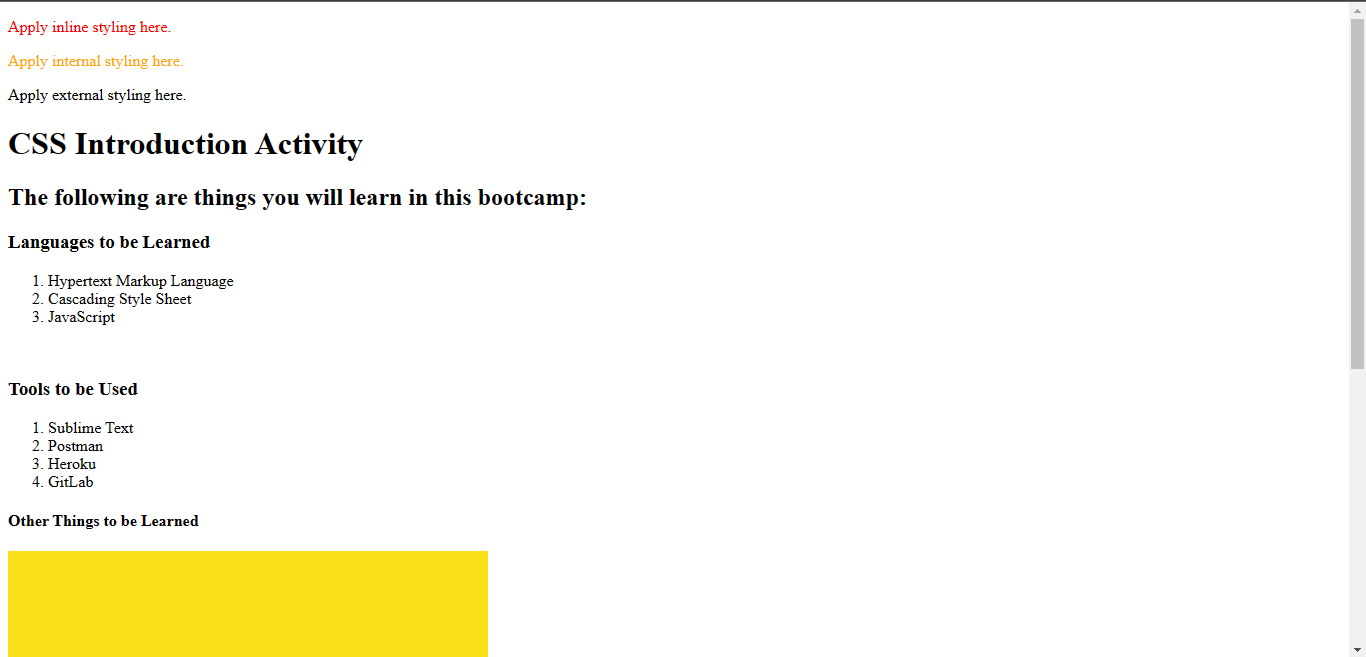 Apply inline styling here.
Apply internal styling here.
Apply external styling here.
CSS Introduction Activity
The following are things you will learn in this bootcamp:
Languages to be Learned
1. Hypertext Markup Language
2. Cascading Style Sheet
3. JavaScript
Tools to be Used
1. Sublime Text
2. Postman
3. Heroku
4. GitLab
Other Things to be Learned